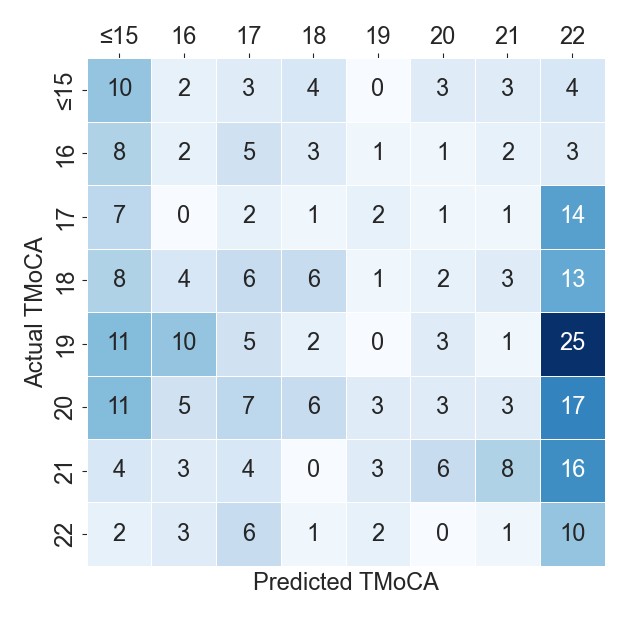 ≤15 16 17 18 19 20 21 22
≤15 10 2 3 4 0 3 3 4
16 8 2 5 3 1 1 2 3
17 7 0 2 1 2 1 1 14
18 8 4 6 6 1 2 3 13
19 11 10 5 2 0 3 1 25
20 11 5 7 6 3 3 3 17
21 4 3 4 0 3 6 8 16
22 2 3 6 1 2 0 1 10
Actual TMoCA
Predicted TMoCA